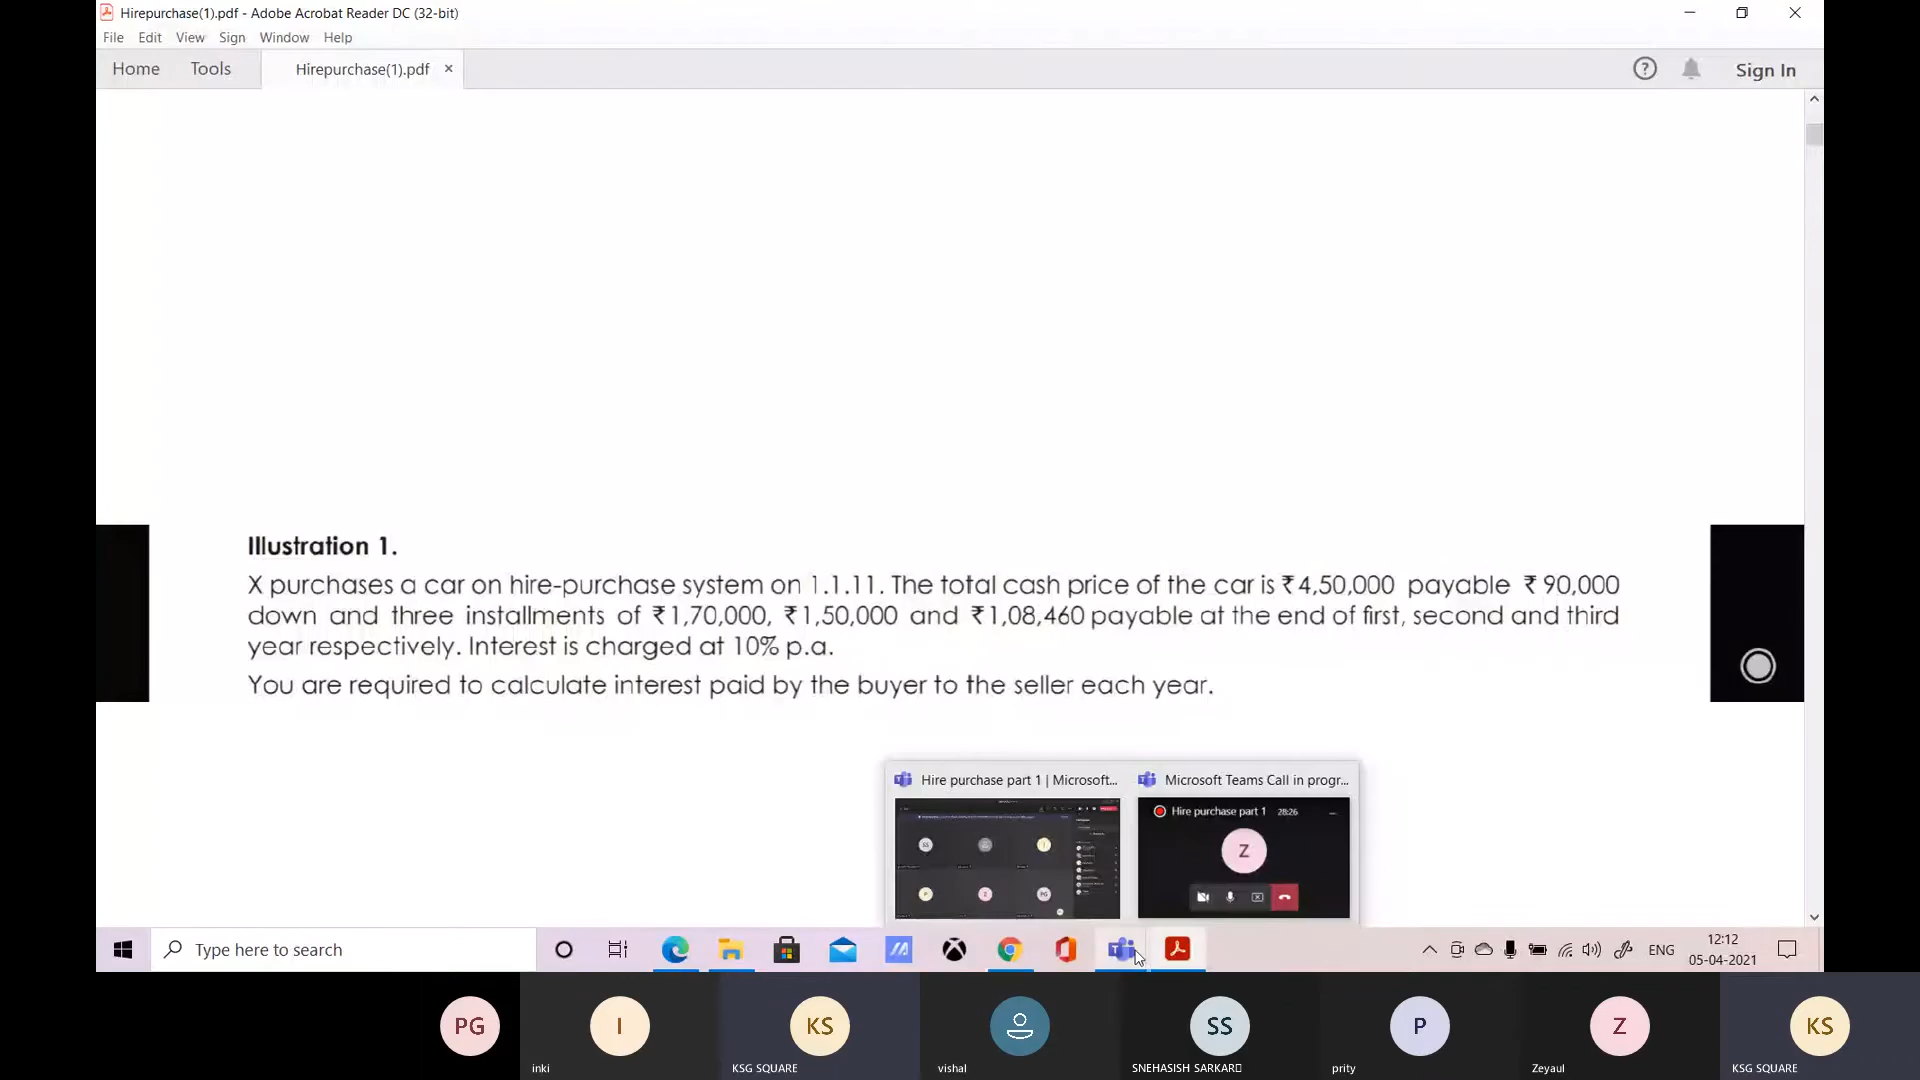 Hirepurchase(1).pdf - Adobe Acrobat Reader DC (32-bit)
File Edit View Sign Window Help
Home Tools Hirepurchase(1).pdf × ? Sign In
Illustration 1.
X purchases a car on hire-purchase system on 1.1.11. The total cash price of the car is ₹4,50,000 payable ₹ 90,000
down and three installments of ₹1,70,000, ₹1,50,000 and ₹1,08,460 payable at the end of first, second and third
year respectively. Interest is charged at 10% p.a.
You are required to calculate interest paid by the buyer to the seller each year.
Hire purchase part 1 | Microsoft... Microsoft Teams Call in progr...
Hire purchase part 1 28:26
Z
Type here to search
ENG
12:12
05-04-2021
PG I KS SS P Z KS
inki KSG SQUARE vishal SNEHASISH SARKAR prity Zeyaul KSG SQUARE